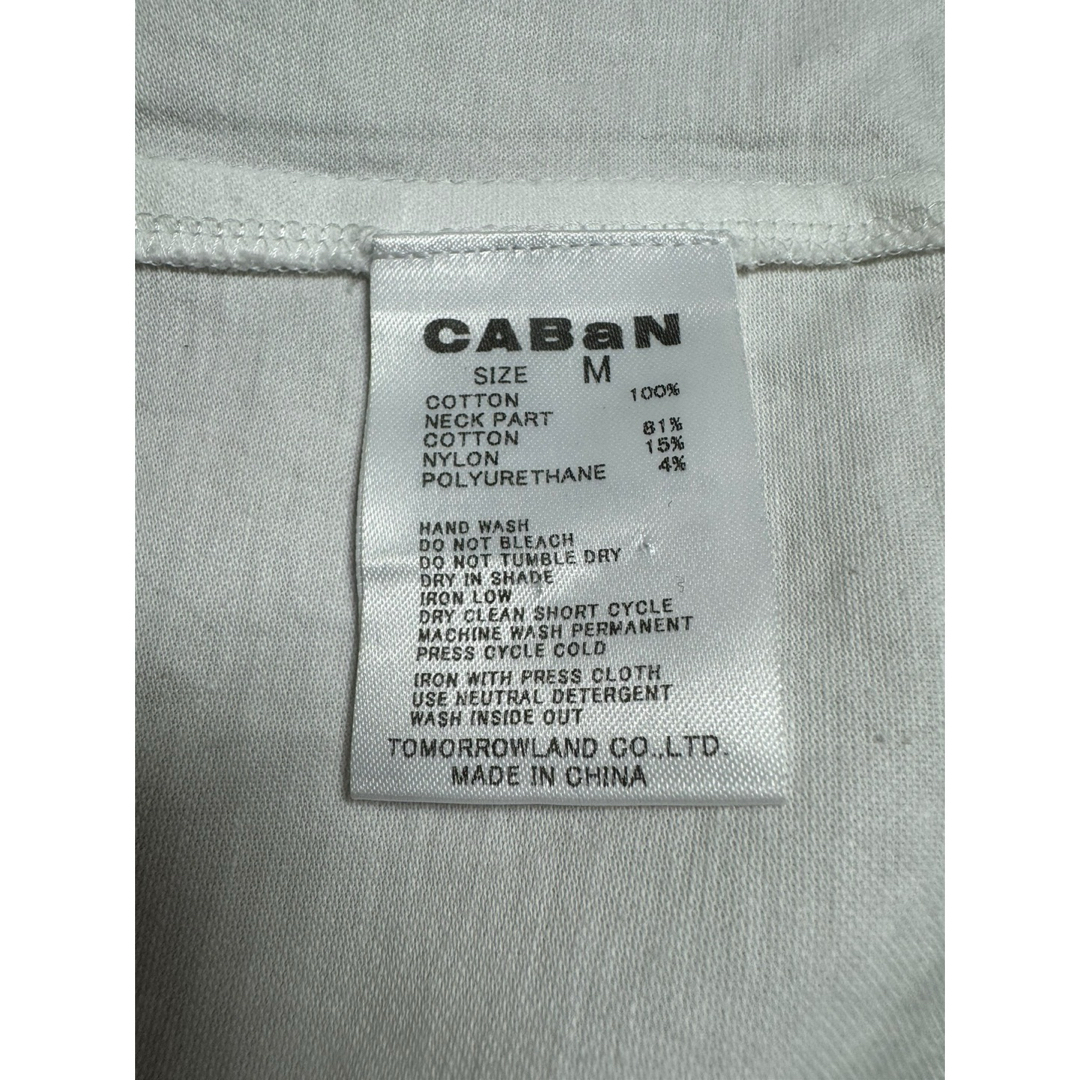 CABaN
SIZE M
COTTON 100%
NECK PART
COTTON 81%
NYLON 15%
POLYURETHANE 4%
HAND WASH
DO NOT BLEACH
DO NOT TUMBLE DRY
DRY IN SHADE
IRON LOW
DRY CLEAN SHORT CYCLE
MACHINE WASH PERMANENT
PRESS CYCLE COLD
IRON WITH PRESS CLOTH
USE NEUTRAL DETERGENT
WASH INSIDE OUT
TOMORROWLAND CO.,LTD.
MADE IN CHINA